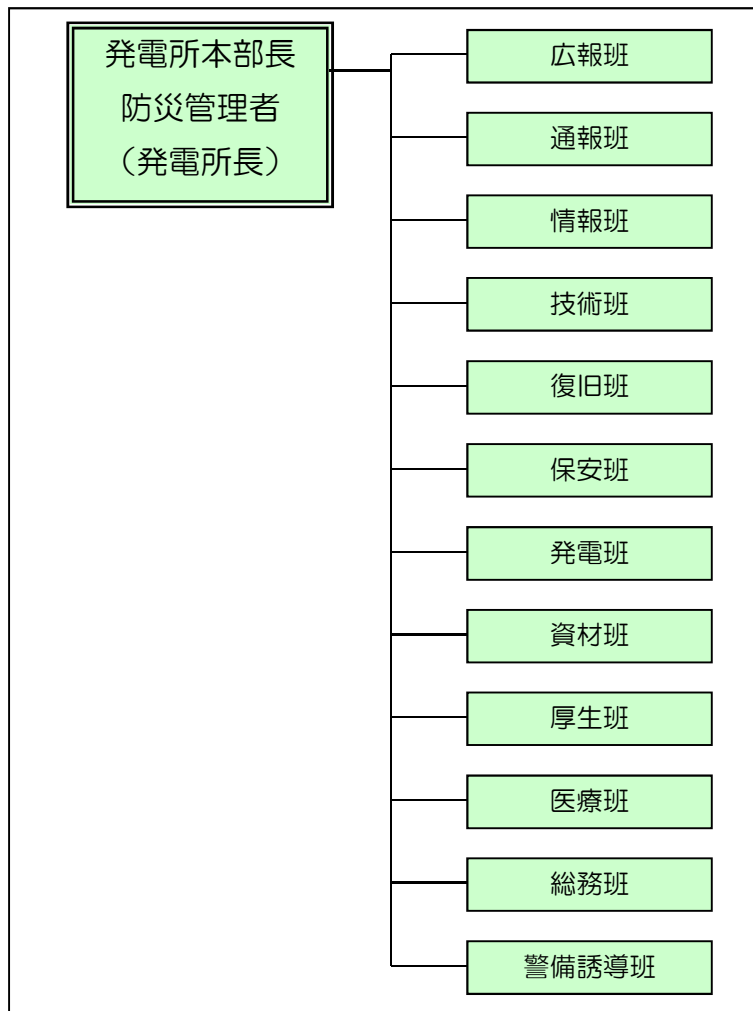 発電所本部長
防災管理者
（発電所長）
広報班
通報班
情報班
技術班
復旧班
保安班
発電班
資材班
厚生班
医療班
総務班
警備誘導班